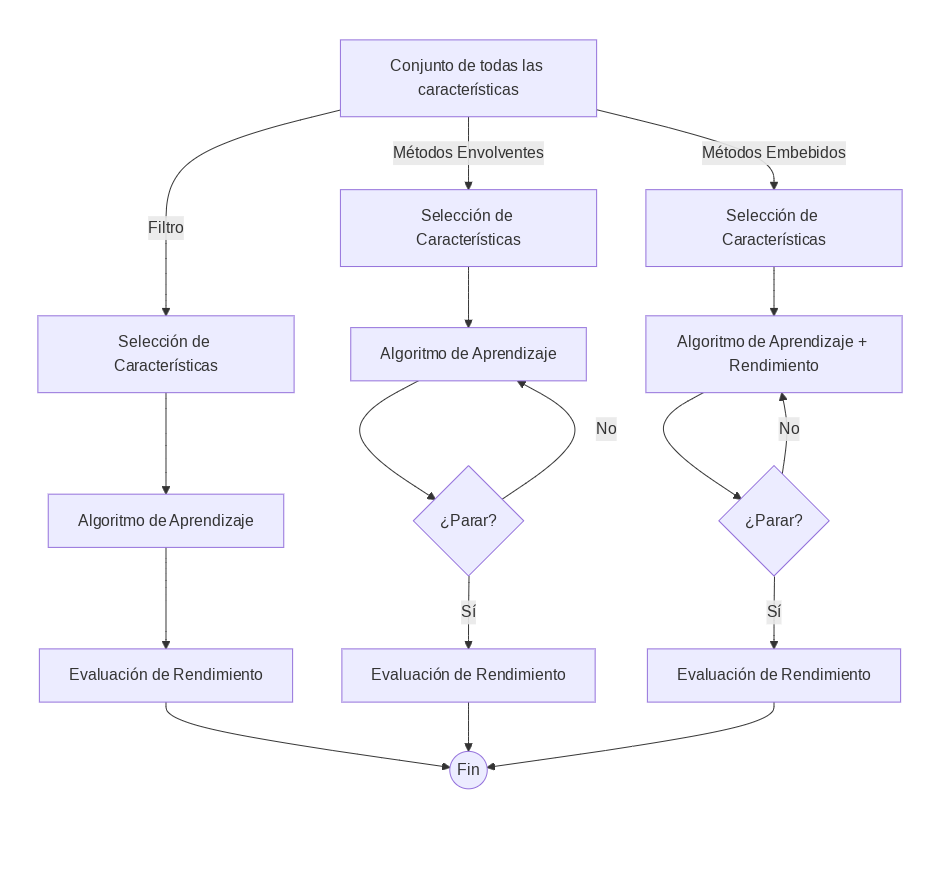 Conjunto de todas las
características
Métodos Envolventes
Métodos Embebidos
Filtro
Selección de
Características
Selección de
Características
Selección de
Características
Algoritmo de Aprendizaje
Algoritmo de Aprendizaje +
Rendimiento
No
No
Algoritmo de Aprendizaje
¿Parar?
¿Parar?
Sí
Sí
Evaluación de Rendimiento
Evaluación de Rendimiento
Evaluación de Rendimiento
Fin